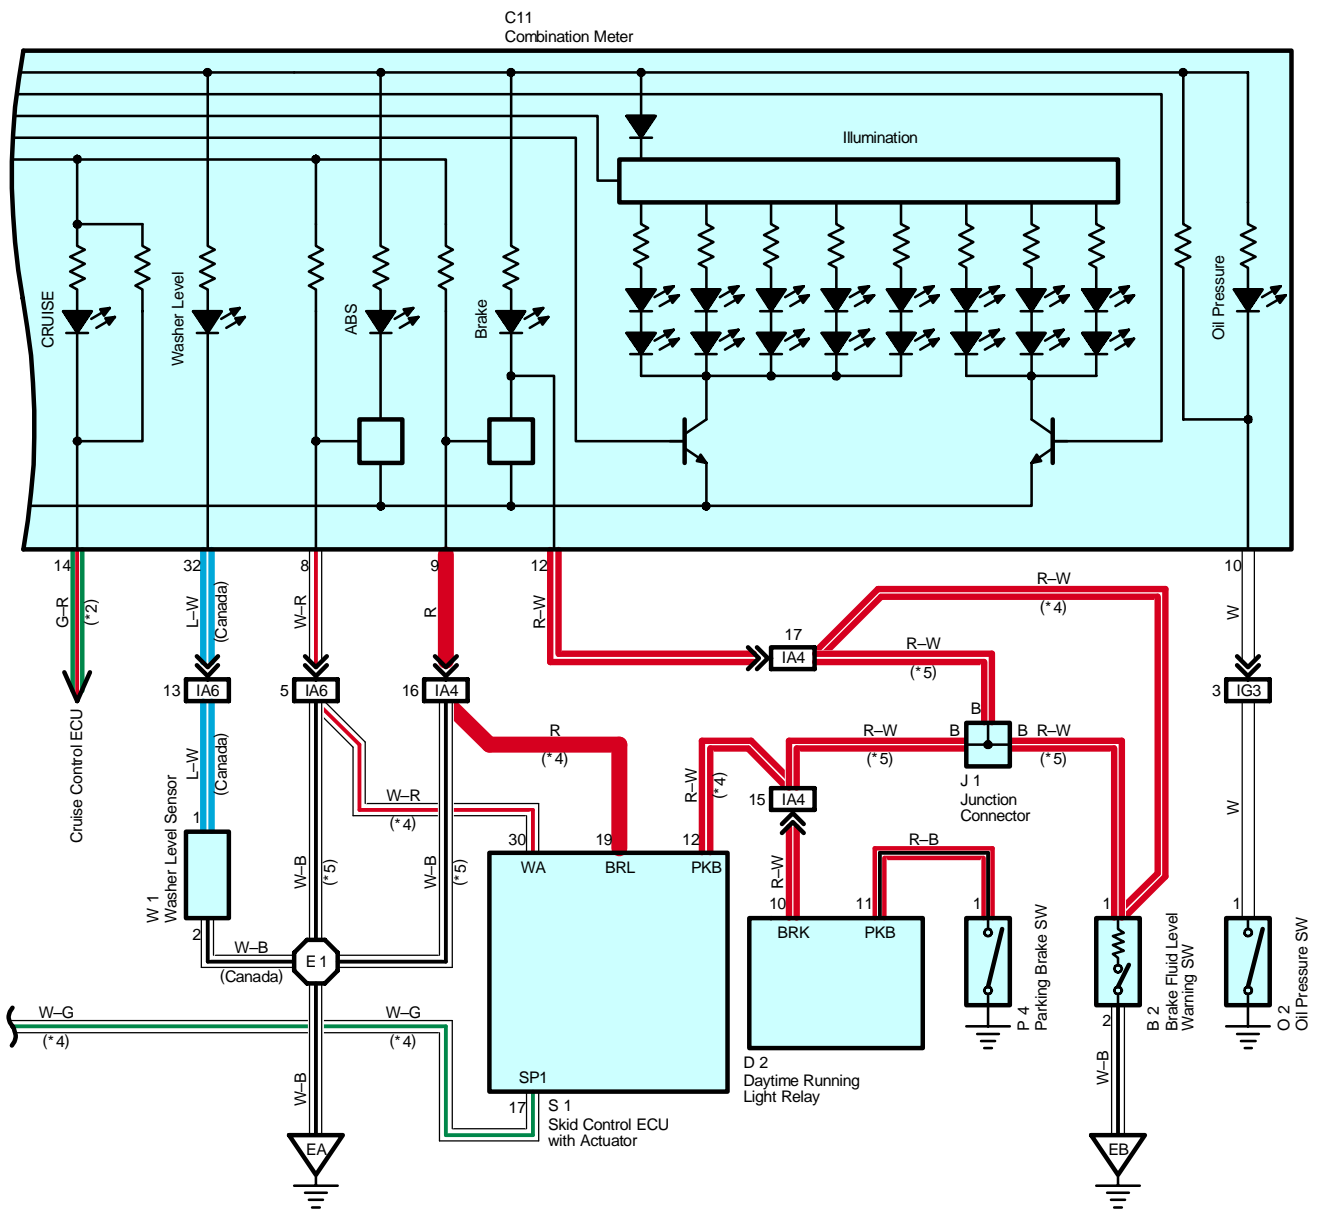 C11
Combination Meter
Illumination
CRUISE
Washer Level
ABS
Brake
Oil Pressure
14
32
8
9
12
10
G–R
(*2)
L–W
(Canada)
W–R
R
R–W
R–W
(*4)
W
17
IA4
R–W
(*5)
13
IA6
5
IA6
16
IA4
3
IG3
Cruise Control ECU
L–W
(Canada)
R
(*4)
R–W
(*4)
R–W
(*5)
B
B
B
R–W
(*5)
J 1
Junction
Connector
15
IA4
W–R
(*4)
W
1
W 1
Washer Level Sensor
2
W–B
(*5)
W–B
(*5)
30
19
12
WA
BRL
PKB
R–W
R–B
10
11
BRK
PKB
1
1
1
W–B
(Canada)
E 1
P 4
Parking Brake SW
B 2
Brake Fluid Level
Warning SW
O 2
Oil Pressure SW
2
W–G
(*4)
W–G
(*4)
D 2
Daytime Running
Light Relay
W–B
W–B
SP1
17
S 1
Skid Control ECU
with Actuator
EA
EB